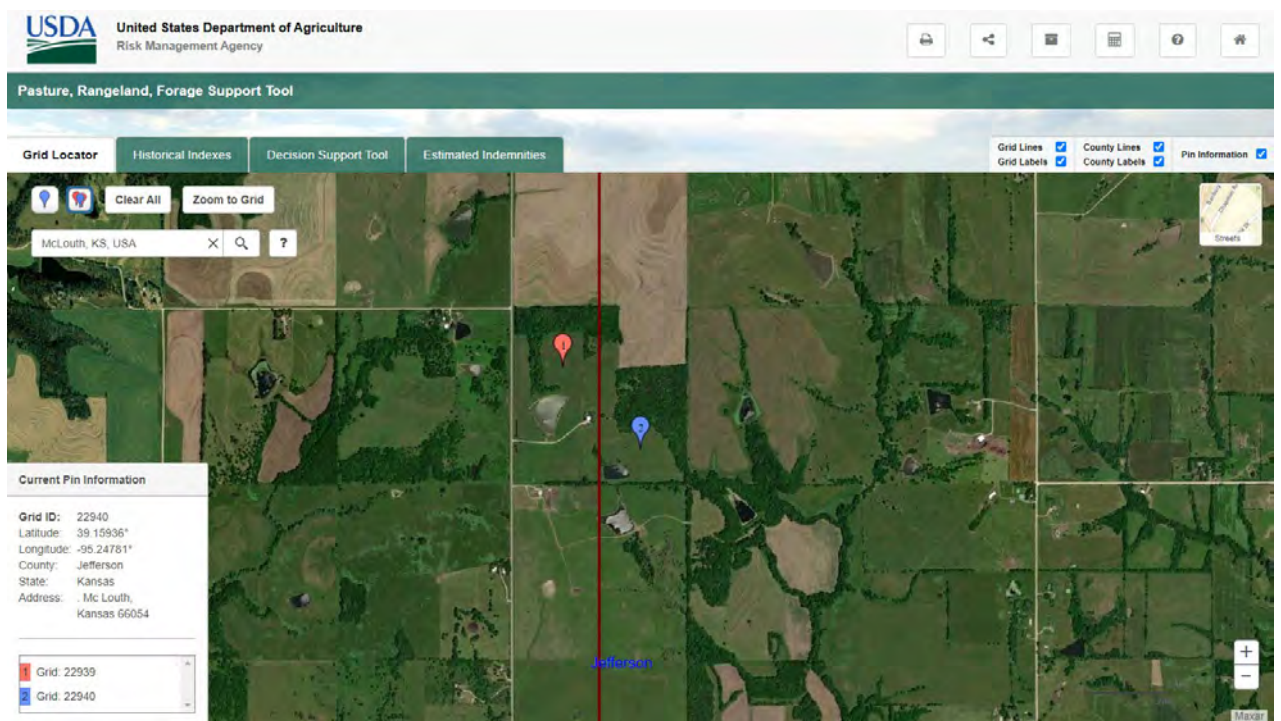 USDA
United States Department of Agriculture
Risk Management Agency
Pasture, Rangeland, Forage Support Tool
Grid Locator
Historical Indexes
Decision Support Tool
Estimated Indemnities
Grid Lines
County Lines
Grid Labels
County Labels
Pin Information
Clear All
Zoom to Grid
McLouth, KS, USA
?
Streets
1
2
Current Pin Information
Grid ID: 22940
Latitude: 39.15936°
Longitude: -95.24781°
County: Jefferson
State: Kansas
Address: . Mc Louth,
Kansas 66054
1 Grid: 22939
2 Grid: 22940
Jefferson
+
−
Maxar